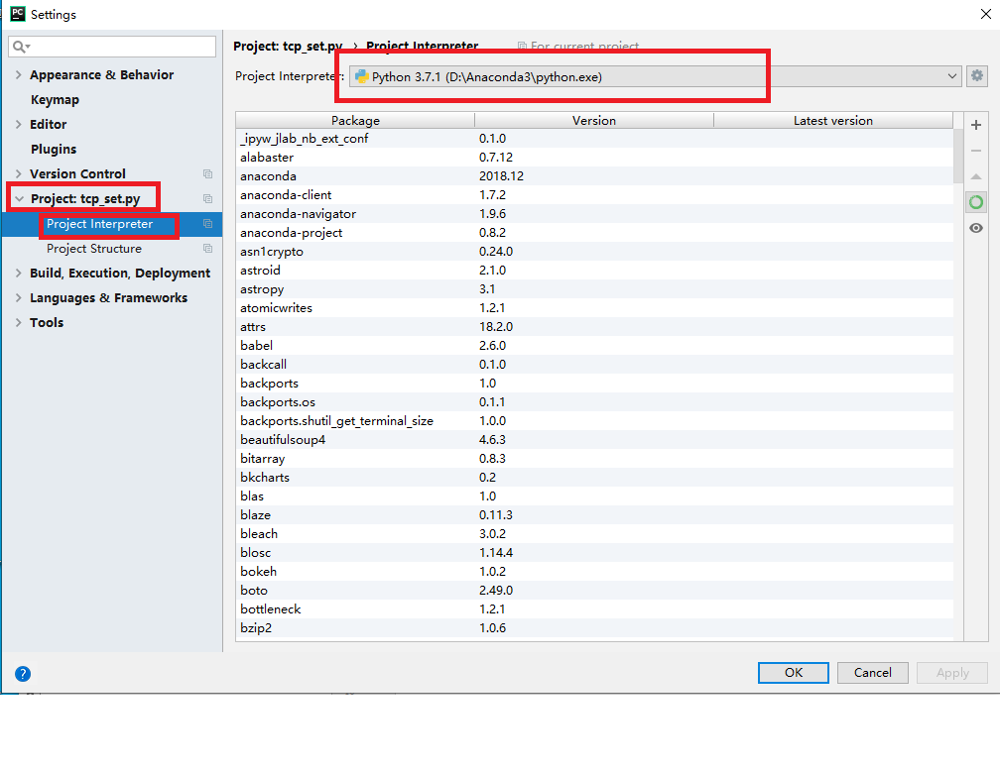 PC Settings
Project: tcp_set.py › Project Interpreter For current project
Project Interpreter: Python 3.7.1 (D:\Anaconda3\python.exe)
Appearance & Behavior
Keymap
Editor
Plugins
Version Control
Project: tcp_set.py
Project Interpreter
Project Structure
Build, Execution, Deployment
Languages & Frameworks
Tools
Package Version Latest version
_ipyw_jlab_nb_ext_conf 0.1.0
alabaster 0.7.12
anaconda 2018.12
anaconda-client 1.7.2
anaconda-navigator 1.9.6
anaconda-project 0.8.2
asn1crypto 0.24.0
astroid 2.1.0
astropy 3.1
atomicwrites 1.2.1
attrs 18.2.0
babel 2.6.0
backcall 0.1.0
backports 1.0
backports.os 0.1.1
backports.shutil_get_terminal_size 1.0.0
beautifulsoup4 4.6.3
bitarray 0.8.3
bkcharts 0.2
blas 1.0
blaze 0.11.3
bleach 3.0.2
blosc 1.14.4
bokeh 1.0.2
boto 2.49.0
bottleneck 1.2.1
bzip2 1.0.6
? OK Cancel Apply